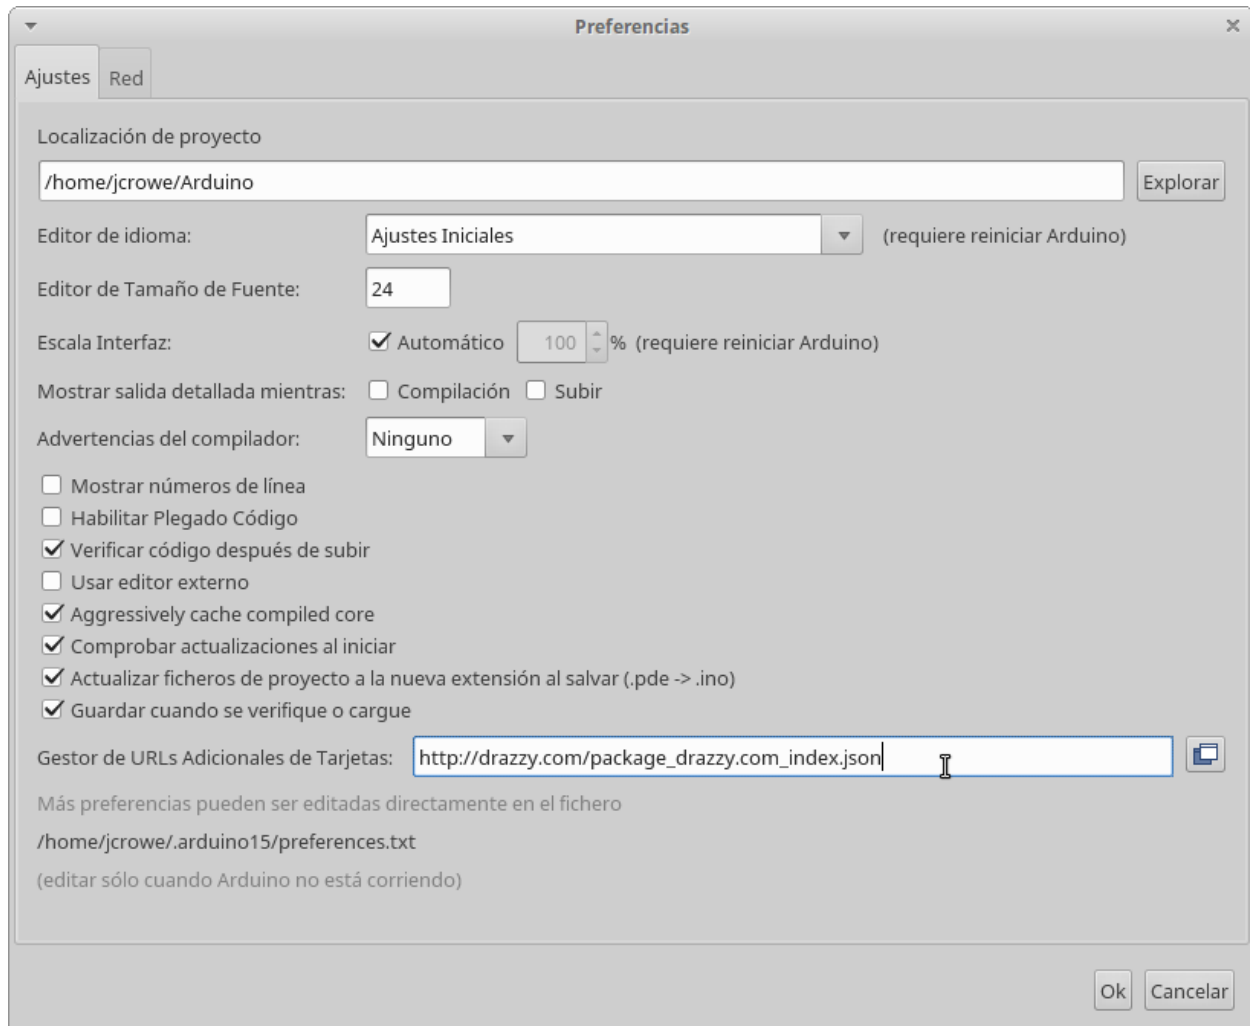 Preferencias
Ajustes Red
Localización de proyecto
/home/jcrowe/Arduino Explorar
Editor de idioma: Ajustes Iniciales (requiere reiniciar Arduino)
Editor de Tamaño de Fuente: 24
Escala Interfaz: Automático 100 % (requiere reiniciar Arduino)
Mostrar salida detallada mientras: Compilación Subir
Advertencias del compilador: Ninguno
Mostrar números de línea
Habilitar Plegado Código
Verificar código después de subir
Usar editor externo
Aggressively cache compiled core
Comprobar actualizaciones al iniciar
Actualizar ficheros de proyecto a la nueva extensión al salvar (.pde -> .ino)
Guardar cuando se verifique o cargue
Gestor de URLs Adicionales de Tarjetas: http://drazzy.com/package_drazzy.com_index.json
Más preferencias pueden ser editadas directamente en el fichero
/home/jcrowe/.arduino15/preferences.txt
(editar sólo cuando Arduino no está corriendo)
Ok Cancelar